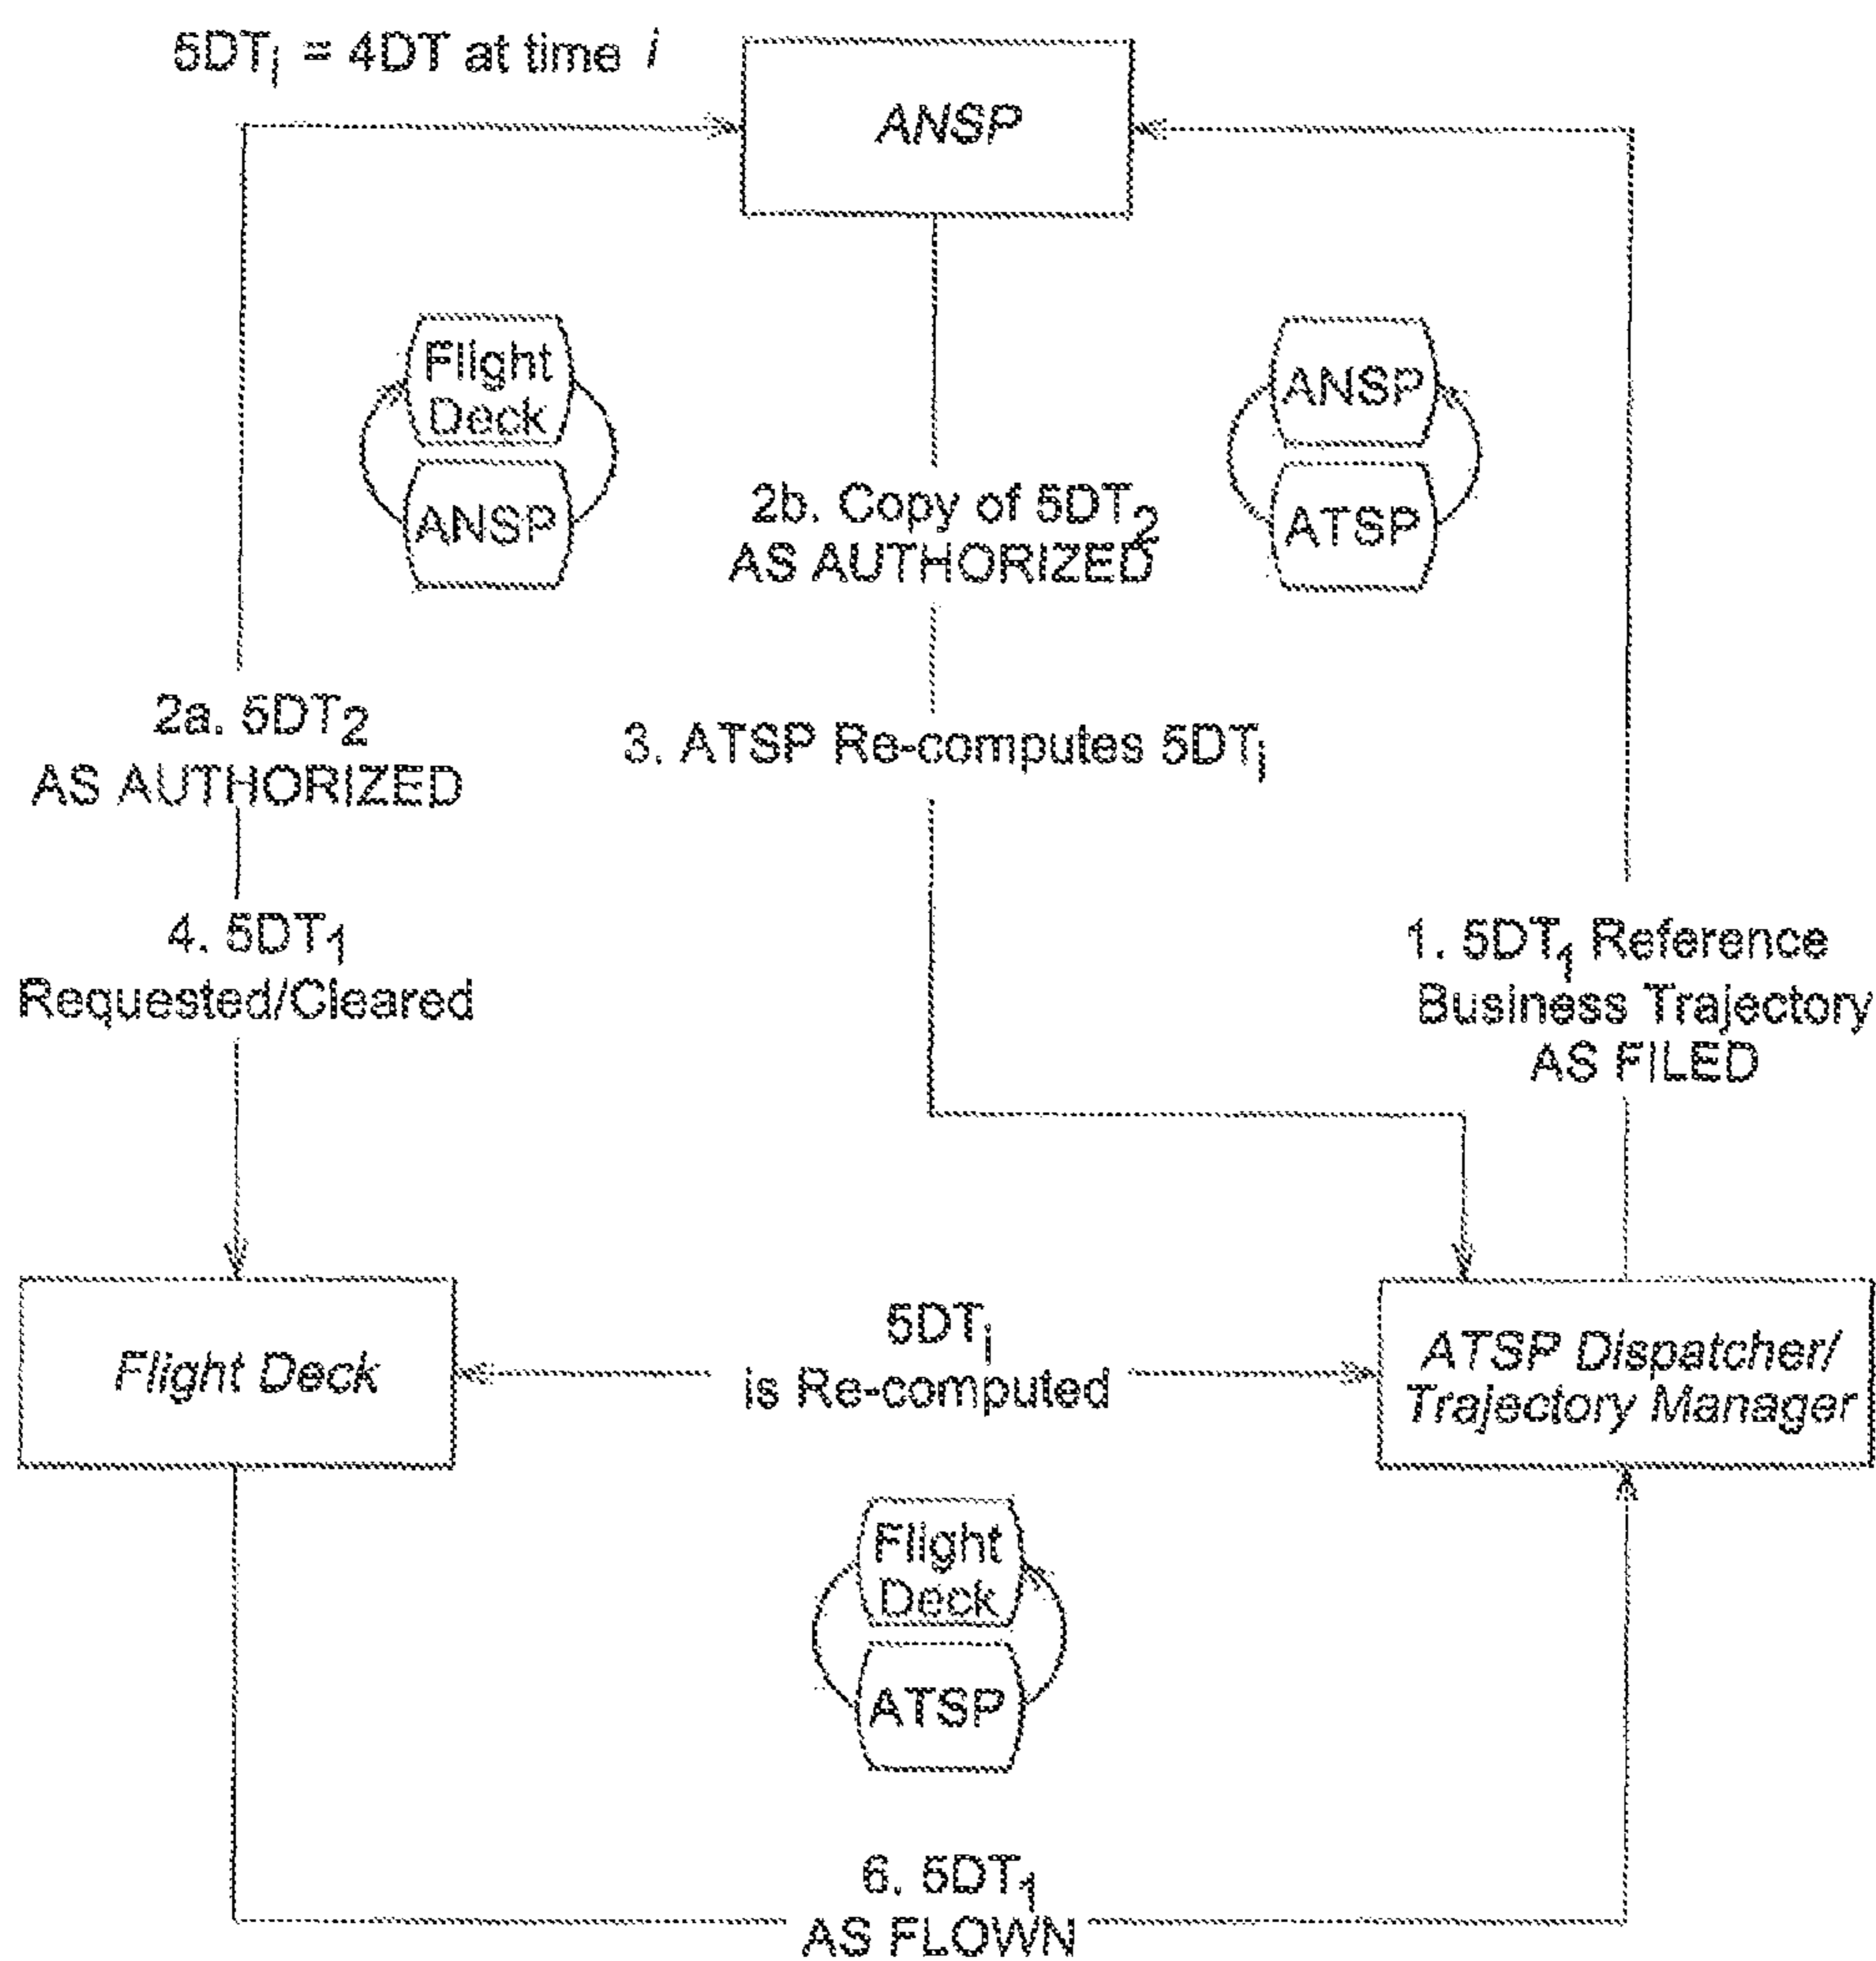 5DTi = 4DT at time i
ANSP
Flight
Deck
ANSP
ANSP
ATSP
2b. Copy of 5DT2
AS AUTHORIZED
2a. 5DT2
AS AUTHORIZED
3. ATSP Re-computes 5DTi
4. 5DT1
Requested/Cleared
1. 5DT1 Reference
Business Trajectory
AS FILED
Flight Deck
5DTi
is Re-computed
ATSP Dispatcher/
Trajectory Manager
Flight
Deck
ATSP
6. 5DT1
AS FLOWN